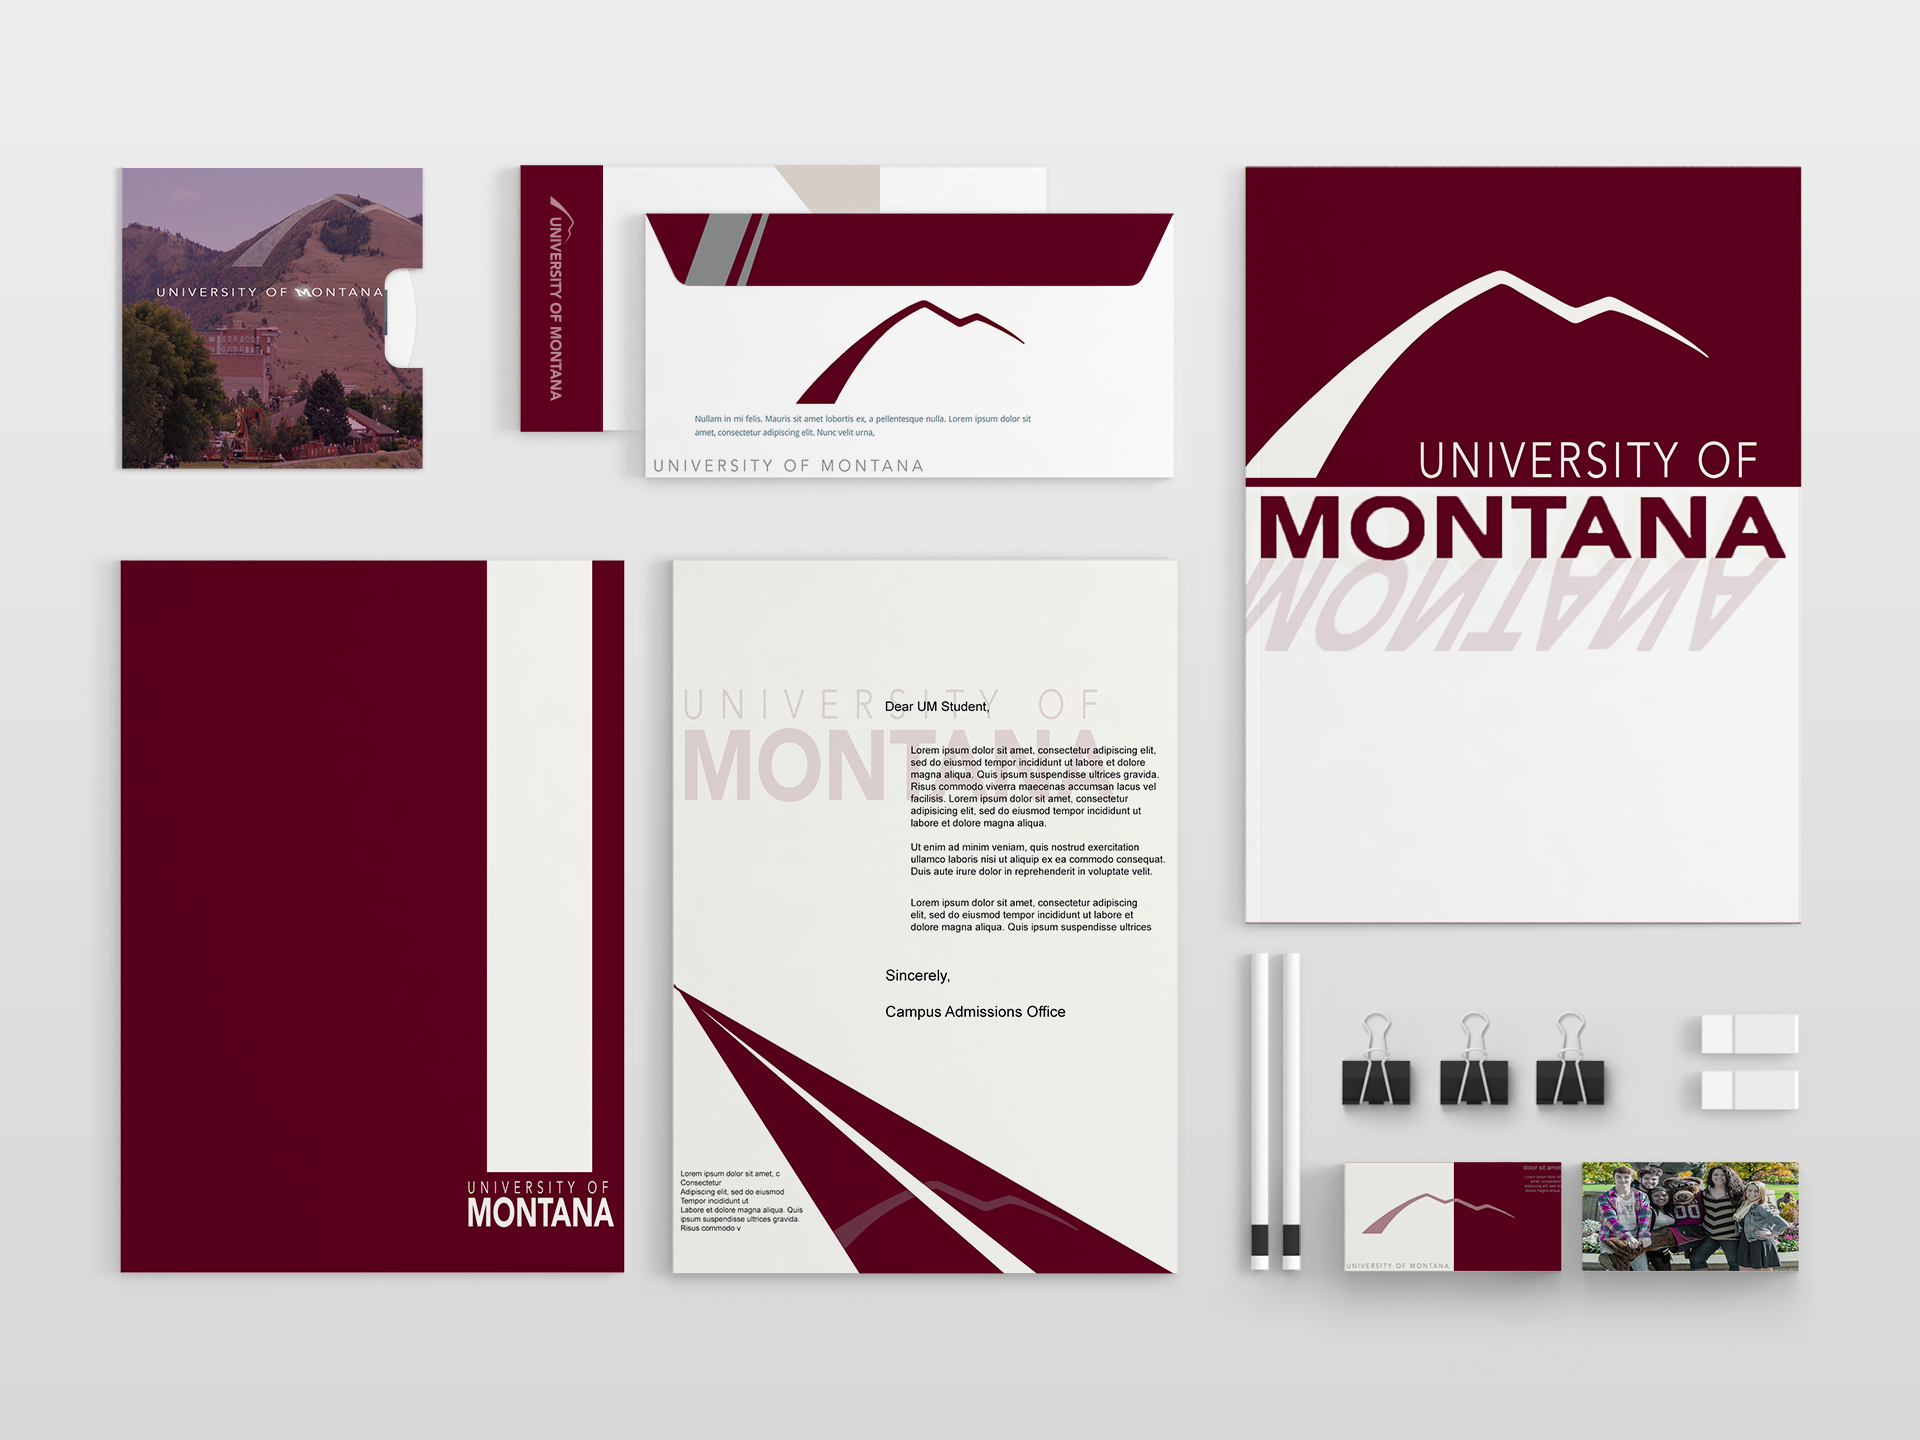 UNIVERSITY OF MONTANA
UNIVERSITY OF MONTANA
Nullam in mi felis. Mauris sit amet lobortis ex, a pellentesque nulla. Lorem ipsum dolor sit
amet, consectetur adipiscing elit. Nunc velit urna,
UNIVERSITY OF MONTANA
UNIVERSITY OF
MONTANA
MONTANA
UNIVERSITY OF
MONTANA
UNIVERSITY OF
MONTANA
Dear UM Student,
Lorem ipsum dolor sit amet, consectetur adipiscing elit,
sed do eiusmod tempor incididunt ut labore et dolore
magna aliqua. Quis ipsum suspendisse ultrices gravida.
Risus commodo viverra maecenas accumsan lacus vel
facilisis. Lorem ipsum dolor sit amet, consectetur
adipisicing elit, sed do eiusmod tempor incididunt ut
labore et dolore magna aliqua.
Ut enim ad minim veniam, quis nostrud exercitation
ullamco laboris nisi ut aliquip ex ea commodo consequat.
Duis aute irure dolor in reprehenderit in voluptate velit.
Lorem ipsum dolor sit amet, consectetur adipiscing
elit, sed do eiusmod tempor incididunt ut labore et
dolore magna aliqua. Quis ipsum suspendisse ultrices
Sincerely,
Campus Admissions Office
Lorem ipsum dolor sit amet, c
Consectetur
Adipiscing elit, sed do eiusmod
Tempor incididunt ut
Labore et dolore magna aliqua. Quis
ipsum suspendisse ultrices gravida.
Risus commodo v
dolor sit amet
UNIVERSITY OF MONTANA